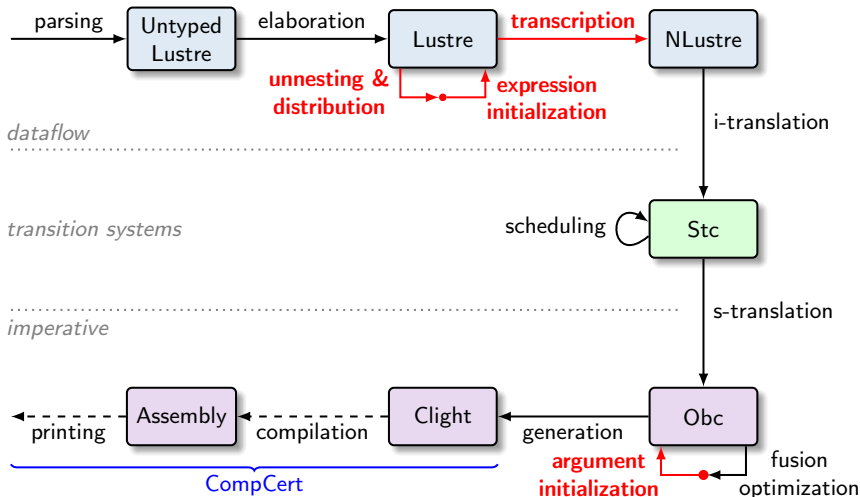 parsing
Untyped
Lustre
elaboration
Lustre
transcription
NLustre
unnesting &
distribution
expression
initialization
dataflow
i-translation
transition systems
scheduling
Stc
imperative
s-translation
printing
Assembly
compilation
Clight
generation
Obc
CompCert
argument
initialization
fusion
optimization